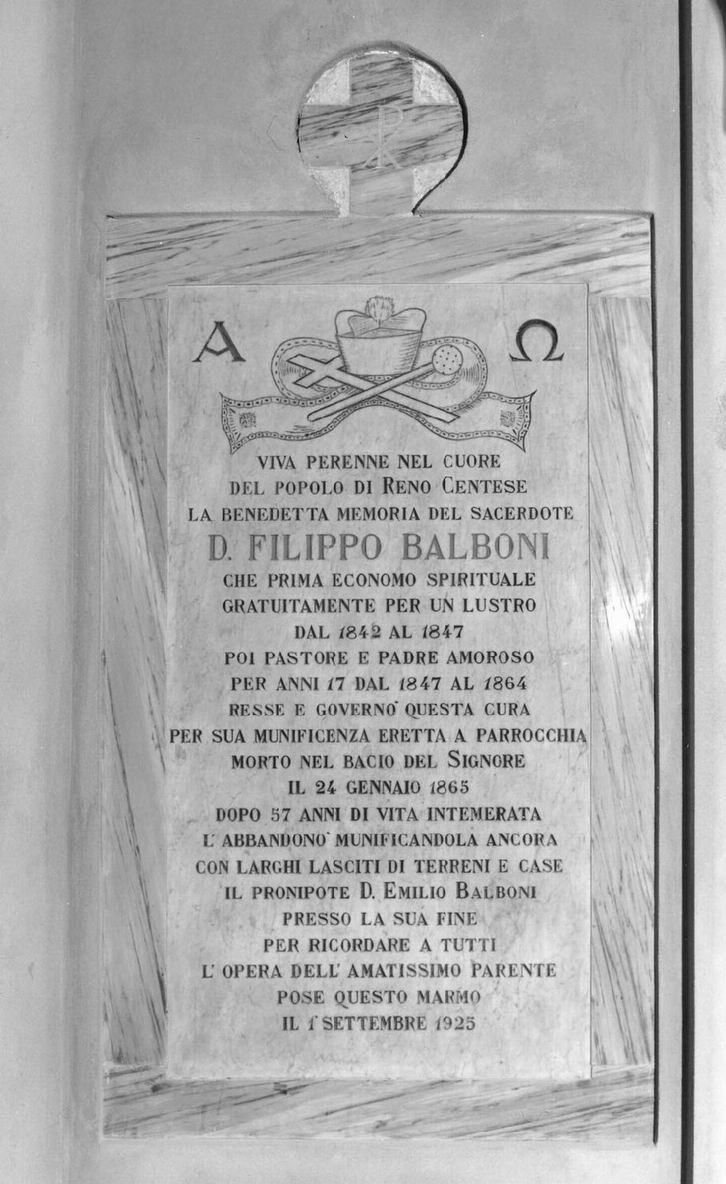 Α Ω
VIVA PERENNE NEL CUORE
DEL POPOLO DI RENO CENTESE
LA BENEDETTA MEMORIA DEL SACERDOTE
D. FILIPPO BALBONI
CHE PRIMA ECONOMO SPIRITUALE
GRATUITAMENTE PER UN LUSTRO
DAL 1842 AL 1847
POI PASTORE E PADRE AMOROSO
PER ANNI 17 DAL 1847 AL 1864
RESSE E GOVERNO' QUESTA CURA
PER SUA MUNIFICENZA ERETTA A PARROCCHIA
MORTO NEL BACIO DEL SIGNORE
IL 24 GENNAIO 1865
DOPO 57 ANNI DI VITA INTEMERATA
L'ABBANDONO' MUNIFICANDOLA ANCORA
CON LARGHI LASCITI DI TERRENI E CASE
IL PRONIPOTE D. EMILIO BALBONI
PRESSO LA SUA FINE
PER RICORDARE A TUTTI
L'OPERA DELL'AMATISSIMO PARENTE
POSE QUESTO MARMO
IL 1° SETTEMBRE 1925